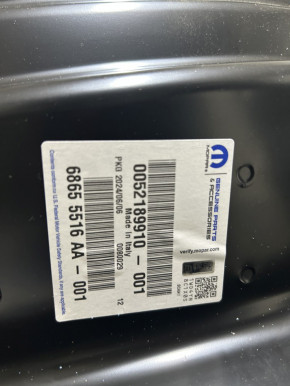 MOPAR
GENUINE PARTS
& ACCESSORIES
verify.mopar.com
0052189910 - 001
Made In Italy
PKG 2024/06/06
0080029
12
6865 5516 AA - 001